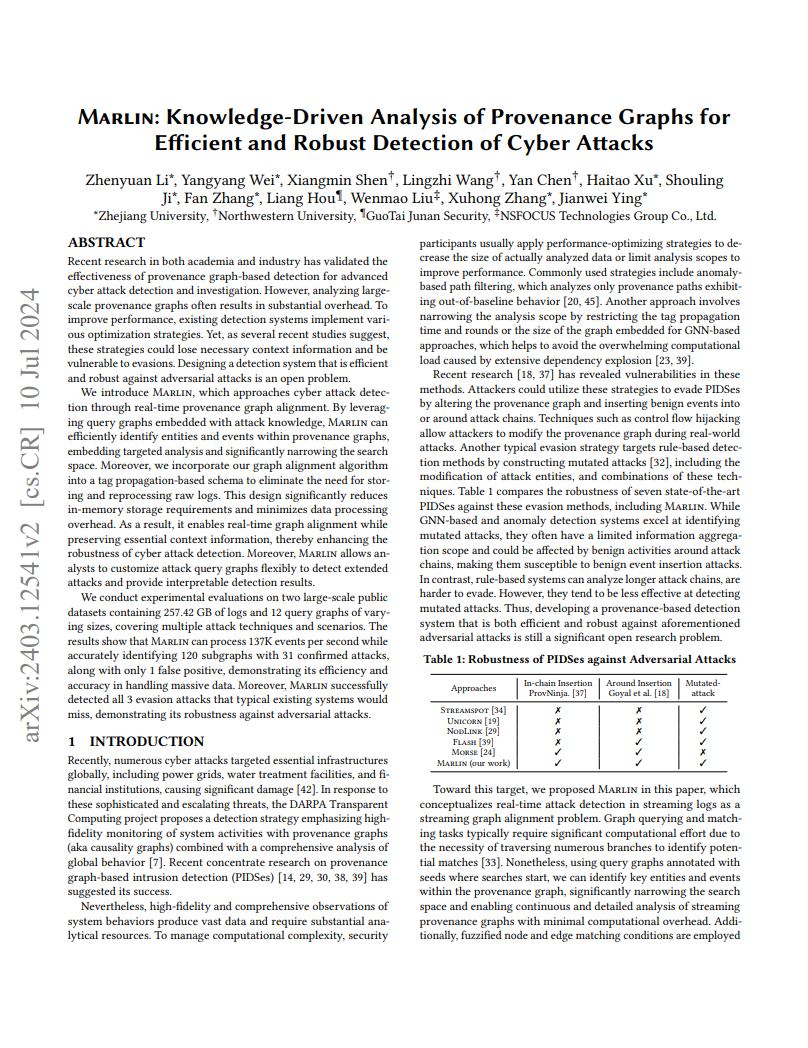 arXiv:2403.12541v2 [cs.CR] 10 Jul 2024
MARLIN: Knowledge-Driven Analysis of Provenance Graphs for
Efficient and Robust Detection of Cyber Attacks
Zhenyuan Li*, Yangyang Wei*, Xiangmin Shen†, Lingzhi Wang†, Yan Chen†, Haitao Xu*, Shouling
Ji*, Fan Zhang*, Liang Hou¶, Wenmao Liu‡, Xuhong Zhang*, Jianwei Ying*
*Zhejiang University, †Northwestern University, ¶GuoTai Junan Security, ‡NSFOCUS Technologies Group Co., Ltd.
ABSTRACT
Recent research in both academia and industry has validated the
effectiveness of provenance graph-based detection for advanced
cyber attack detection and investigation. However, analyzing large-
scale provenance graphs often results in substantial overhead. To
improve performance, existing detection systems implement vari-
ous optimization strategies. Yet, as several recent studies suggest,
these strategies could lose necessary context information and be
vulnerable to evasions. Designing a detection system that is efficient
and robust against adversarial attacks is an open problem.
We introduce MARLIN, which approaches cyber attack detec-
tion through real-time provenance graph alignment. By leverag-
ing query graphs embedded with attack knowledge, MARLIN can
efficiently identify entities and events within provenance graphs,
embedding targeted analysis and significantly narrowing the search
space. Moreover, we incorporate our graph alignment algorithm
into a tag propagation-based schema to eliminate the need for stor-
ing and reprocessing raw logs. This design significantly reduces
in-memory storage requirements and minimizes data processing
overhead. As a result, it enables real-time graph alignment while
preserving essential context information, thereby enhancing the
robustness of cyber attack detection. Moreover, MARLIN allows an-
alysts to customize attack query graphs flexibly to detect extended
attacks and provide interpretable detection results.
We conduct experimental evaluations on two large-scale public
datasets containing 257.42 GB of logs and 12 query graphs of vary-
ing sizes, covering multiple attack techniques and scenarios. The
results show that MARLIN can process 137K events per second while
accurately identifying 120 subgraphs with 31 confirmed attacks,
along with only 1 false positive, demonstrating its efficiency and
accuracy in handling massive data. Moreover, MARLIN successfully
detected all 3 evasion attacks that typical existing systems would
miss, demonstrating its robustness against adversarial attacks.
1 INTRODUCTION
Recently, numerous cyber attacks targeted essential infrastructures
globally, including power grids, water treatment facilities, and fi-
nancial institutions, causing significant damage [42]. In response to
these sophisticated and escalating threats, the DARPA Transparent
Computing project proposes a detection strategy emphasizing high-
fidelity monitoring of system activities with provenance graphs
(aka causality graphs) combined with a comprehensive analysis of
global behavior [7]. Recent concentrate research on provenance
graph-based intrusion detection (PIDSes) [14, 29, 30, 38, 39] has
suggested its success.
Nevertheless, high-fidelity and comprehensive observations of
system behaviors produce vast data and require substantial ana-
lytical resources. To manage computational complexity, security
participants usually apply performance-optimizing strategies to de-
crease the size of actually analyzed data or limit analysis scopes to
improve performance. Commonly used strategies include anomaly-
based path filtering, which analyzes only provenance paths exhibit-
ing out-of-baseline behavior [20, 45]. Another approach involves
narrowing the analysis scope by restricting the tag propagation
time and rounds or the size of the graph embedded for GNN-based
approaches, which helps to avoid the overwhelming computational
load caused by extensive dependency explosion [23, 39].
Recent research [18, 37] has revealed vulnerabilities in these
methods. Attackers could utilize these strategies to evade PIDSes
by altering the provenance graph and inserting benign events into
or around attack chains. Techniques such as control flow hijacking
allow attackers to modify the provenance graph during real-world
attacks. Another typical evasion strategy targets rule-based detec-
tion methods by constructing mutated attacks [32], including the
modification of attack entities, and combinations of these tech-
niques. Table 1 compares the robustness of seven state-of-the-art
PIDSes against these evasion methods, including MARLIN. While
GNN-based and anomaly detection systems excel at identifying
mutated attacks, they often have a limited information aggrega-
tion scope and could be affected by benign activities around attack
chains, making them susceptible to benign event insertion attacks.
In contrast, rule-based systems can analyze longer attack chains, are
harder to evade. However, they tend to be less effective at detecting
mutated attacks. Thus, developing a provenance-based detection
system that is both efficient and robust against aforementioned
adversarial attacks is still a significant open research problem.
Table 1: Robustness of PIDSes against Adversarial Attacks
Approaches In-chain Insertion Around Insertion Mutated-
ProvNinja. [37] Goyal et al. [18] attack
STREAMSPOT [34] ✗ ✗ ✓
UNICORN [19] ✗ ✗ ✓
NODLINK [29] ✗ ✗ ✓
FLASH [39] ✗ ✓ ✓
MORSE [24] ✓ ✓ ✗
MARLIN (our work) ✓ ✓ ✓
Toward this target, we proposed MARLIN in this paper, which
conceptualizes real-time attack detection in streaming logs as a
streaming graph alignment problem. Graph querying and match-
ing tasks typically require significant computational effort due to
the necessity of traversing numerous branches to identify poten-
tial matches [33]. Nonetheless, using query graphs annotated with
seeds where searches start, we can identify key entities and events
within the provenance graph, significantly narrowing the search
space and enabling continuous and detailed analysis of streaming
provenance graphs with minimal computational overhead. Addi-
tionally, fuzzified node and edge matching conditions are employed